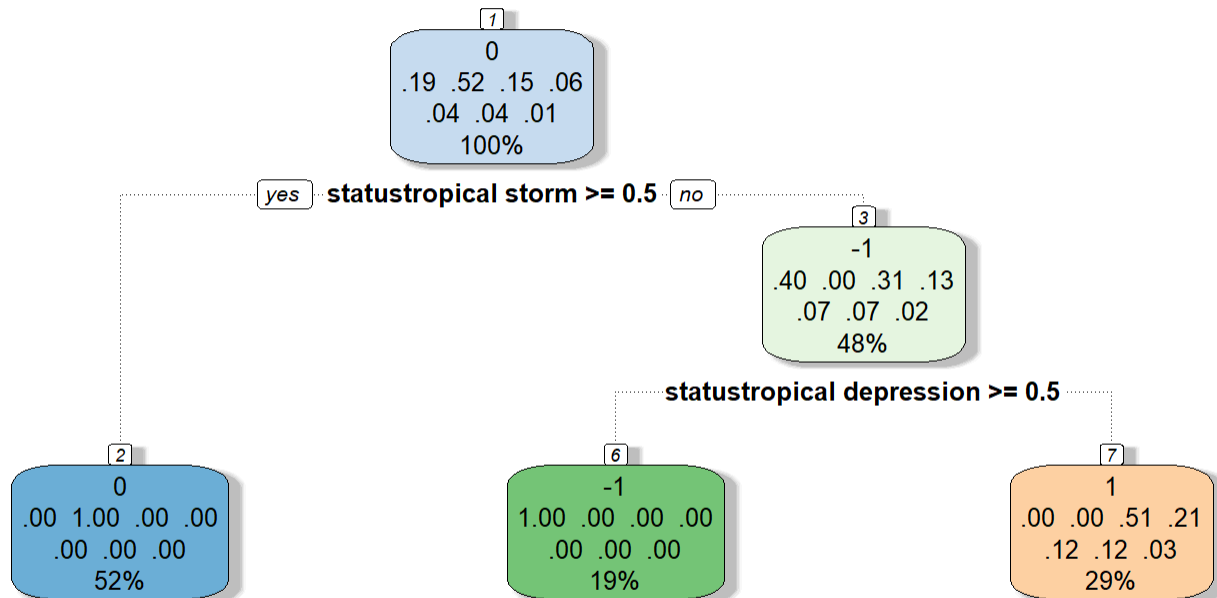 1
0
.19 .52 .15 .06
.04 .04 .01
100%
yes statustropical storm >= 0.5 no
3
-1
.40 .00 .31 .13
.07 .07 .02
48%
statustropical depression >= 0.5
2
0
.00 1.00 .00 .00
.00 .00 .00
52%
6
-1
1.00 .00 .00 .00
.00 .00 .00
19%
7
1
.00 .00 .51 .21
.12 .12 .03
29%